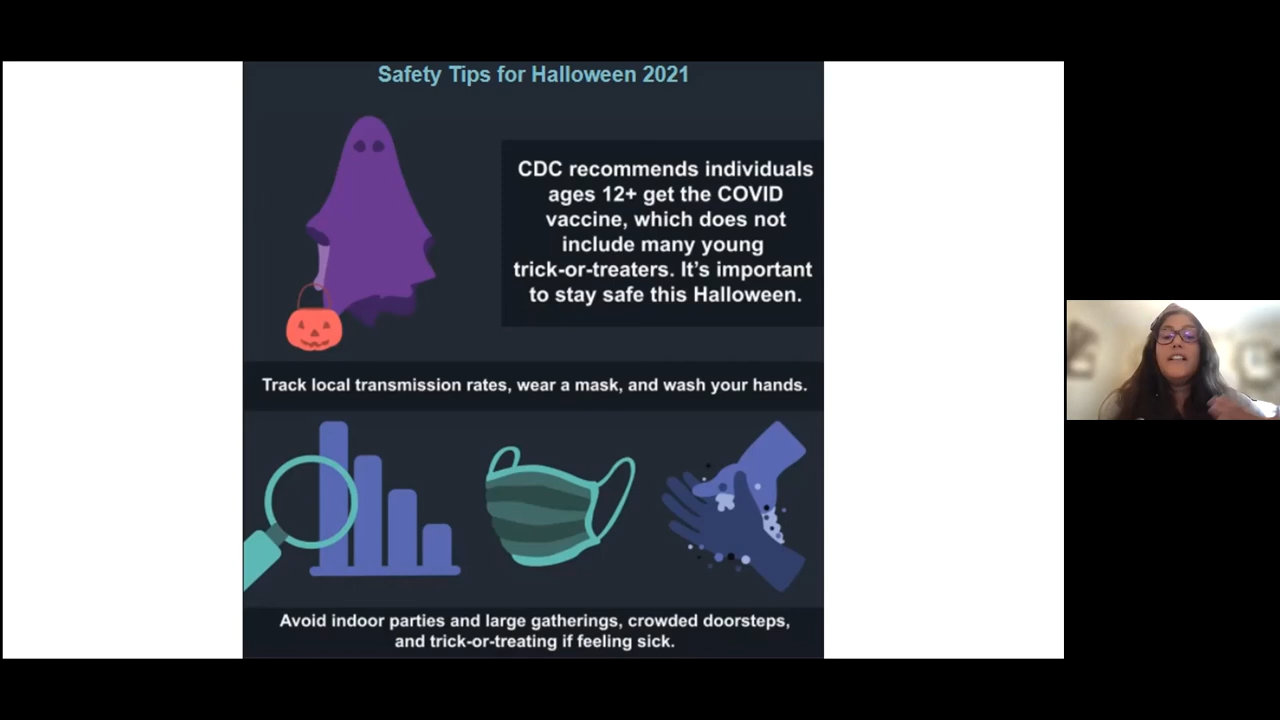 Safety Tips for Halloween 2021
CDC recommends individuals
ages 12+ get the COVID
vaccine, which does not
include many young
trick-or-treaters. It’s important
to stay safe this Halloween.
Track local transmission rates, wear a mask, and wash your hands.
Avoid indoor parties and large gatherings, crowded doorsteps,
and trick-or-treating if feeling sick.